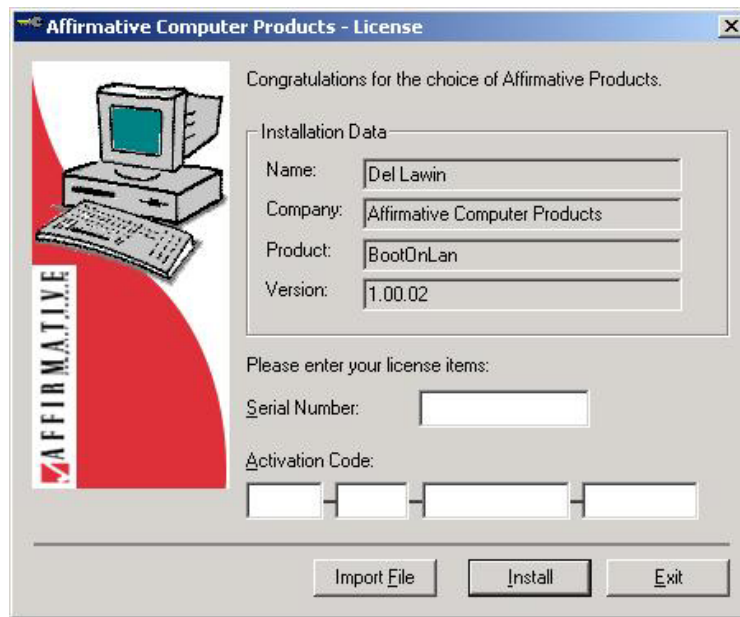 Affirmative Computer Products - License
Congratulations for the choice of Affirmative Products.
Installation Data
Name: Del Lawin
Company: Affirmative Computer Products
Product: BootOnLan
Version: 1.00.02
Please enter your license items:
Serial Number:
Activation Code:
AFFIRMATIVE
computer products
Import File Install Exit